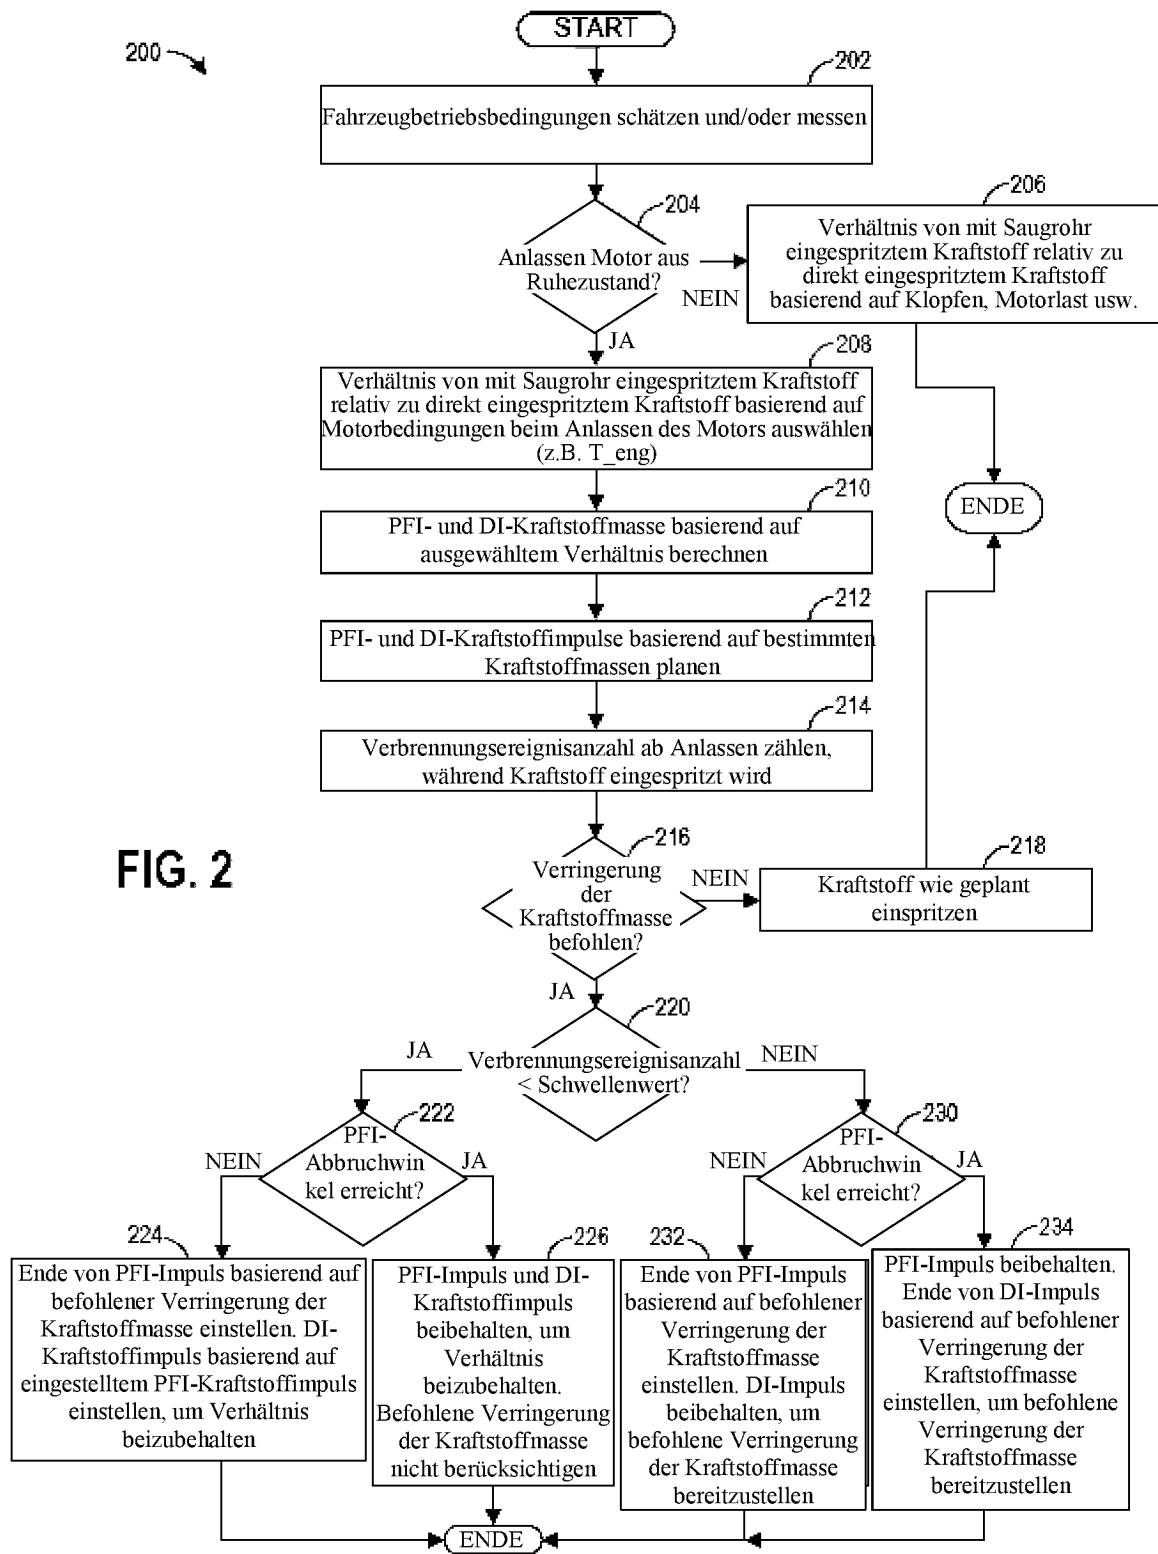 START
200
202
Fahrzeugbetriebsbedingungen schätzen und/oder messen
204
Anlassen Motor aus
Ruhezustand?
NEIN
JA
206
Verhältnis von mit Saugrohr
eingespritztem Kraftstoff relativ zu
direkt eingespritztem Kraftstoff
basierend auf Klopfen, Motorlast usw.
208
Verhältnis von mit Saugrohr eingespritztem Kraftstoff
relativ zu direkt eingespritztem Kraftstoff basierend auf
Motorbedingungen beim Anlassen des Motors auswählen
(z.B. T_eng)
210
PFI- und DI-Kraftstoffmasse basierend auf
ausgewähltem Verhältnis berechnen
ENDE
212
PFI- und DI-Kraftstoffimpulse basierend auf bestimmten
Kraftstoffmassen planen
214
Verbrennungsereignisanzahl ab Anlassen zählen,
während Kraftstoff eingespritzt wird
FIG. 2
216
Verringerung
der
Kraftstoffmasse
befohlen?
NEIN
JA
218
Kraftstoff wie geplant
einspritzen
220
Verbrennungsereignisanzahl
< Schwellenwert?
JA
NEIN
222
PFI-
Abbruchwin
kel erreicht?
NEIN
JA
230
PFI-
Abbruchwin
kel erreicht?
NEIN
JA
224
Ende von PFI-Impuls basierend auf
befohlener Verringerung der
Kraftstoffmasse einstellen. DI-
Kraftstoffimpuls basierend auf
eingestelltem PFI-Kraftstoffimpuls
einstellen, um Verhältnis
beizubehalten
226
PFI-Impuls und DI-
Kraftstoffimpuls
beibehalten, um
Verhältnis
beizubehalten.
Befohlene Verringerung
der Kraftstoffmasse
nicht berücksichtigen
232
Ende von PFI-Impuls
basierend auf befohlener
Verringerung der
Kraftstoffmasse
einstellen. DI-Impuls
beibehalten, um
befohlene Verringerung
der Kraftstoffmasse
bereitzustellen
234
PFI-Impuls beibehalten.
Ende von DI-Impuls
basierend auf befohlener
Verringerung der
Kraftstoffmasse
einstellen, um befohlene
Verringerung der
Kraftstoffmasse
bereitzustellen
ENDE